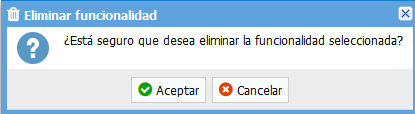 Eliminar funcionalidad
¿Está seguro que desea eliminar la funcionalidad seleccionada?
Aceptar Cancelar